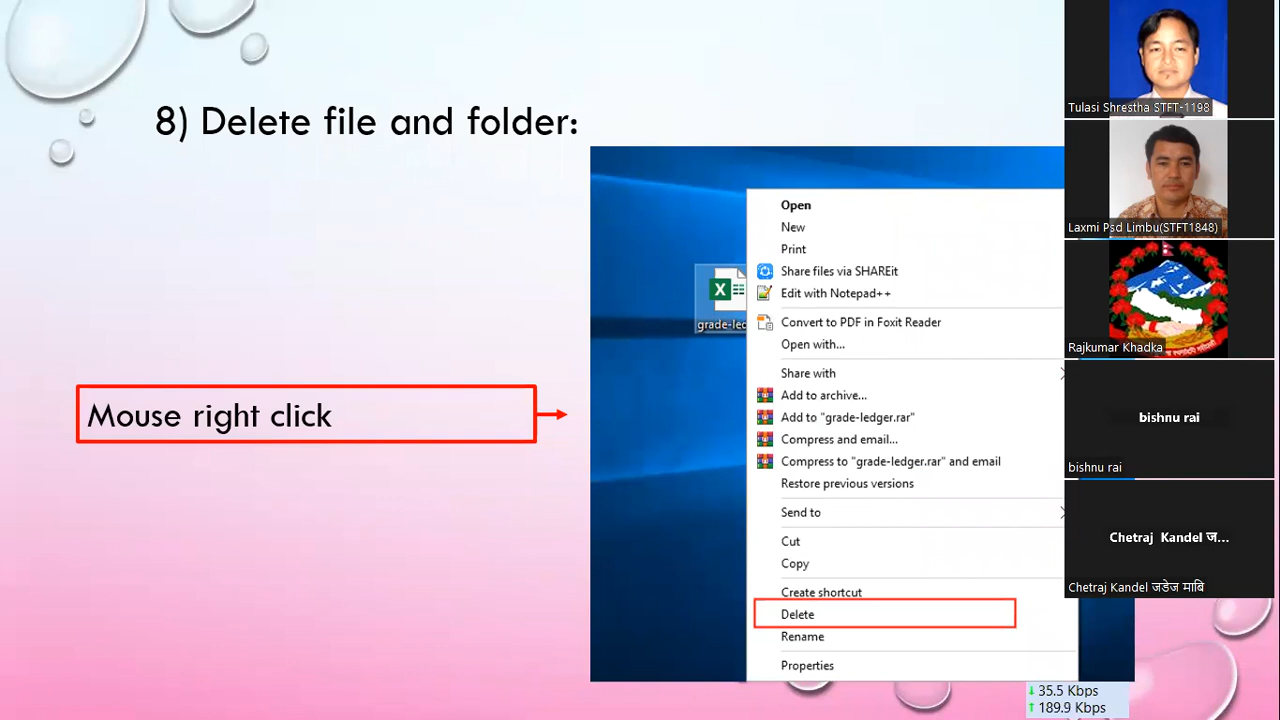 8) Delete file and folder:
Mouse right click
grade-led
Open
New
Print
Share files via SHAREit
Edit with Notepad++
Convert to PDF in Foxit Reader
Open with...
Share with
Add to archive...
Add to "grade-ledger.rar"
Compress and email...
Compress to "grade-ledger.rar" and email
Restore previous versions
Send to
Cut
Copy
Create shortcut
Delete
Rename
Properties
Tulasi Shrestha STFT-1198
Laxmi Psd Limbu(STFT1848)
Rajkumar Khadka
bishnu rai
bishnu rai
Chetraj Kandel ज...
Chetraj Kandel जडेज माबि
35.5 Kbps
189.9 Kbps